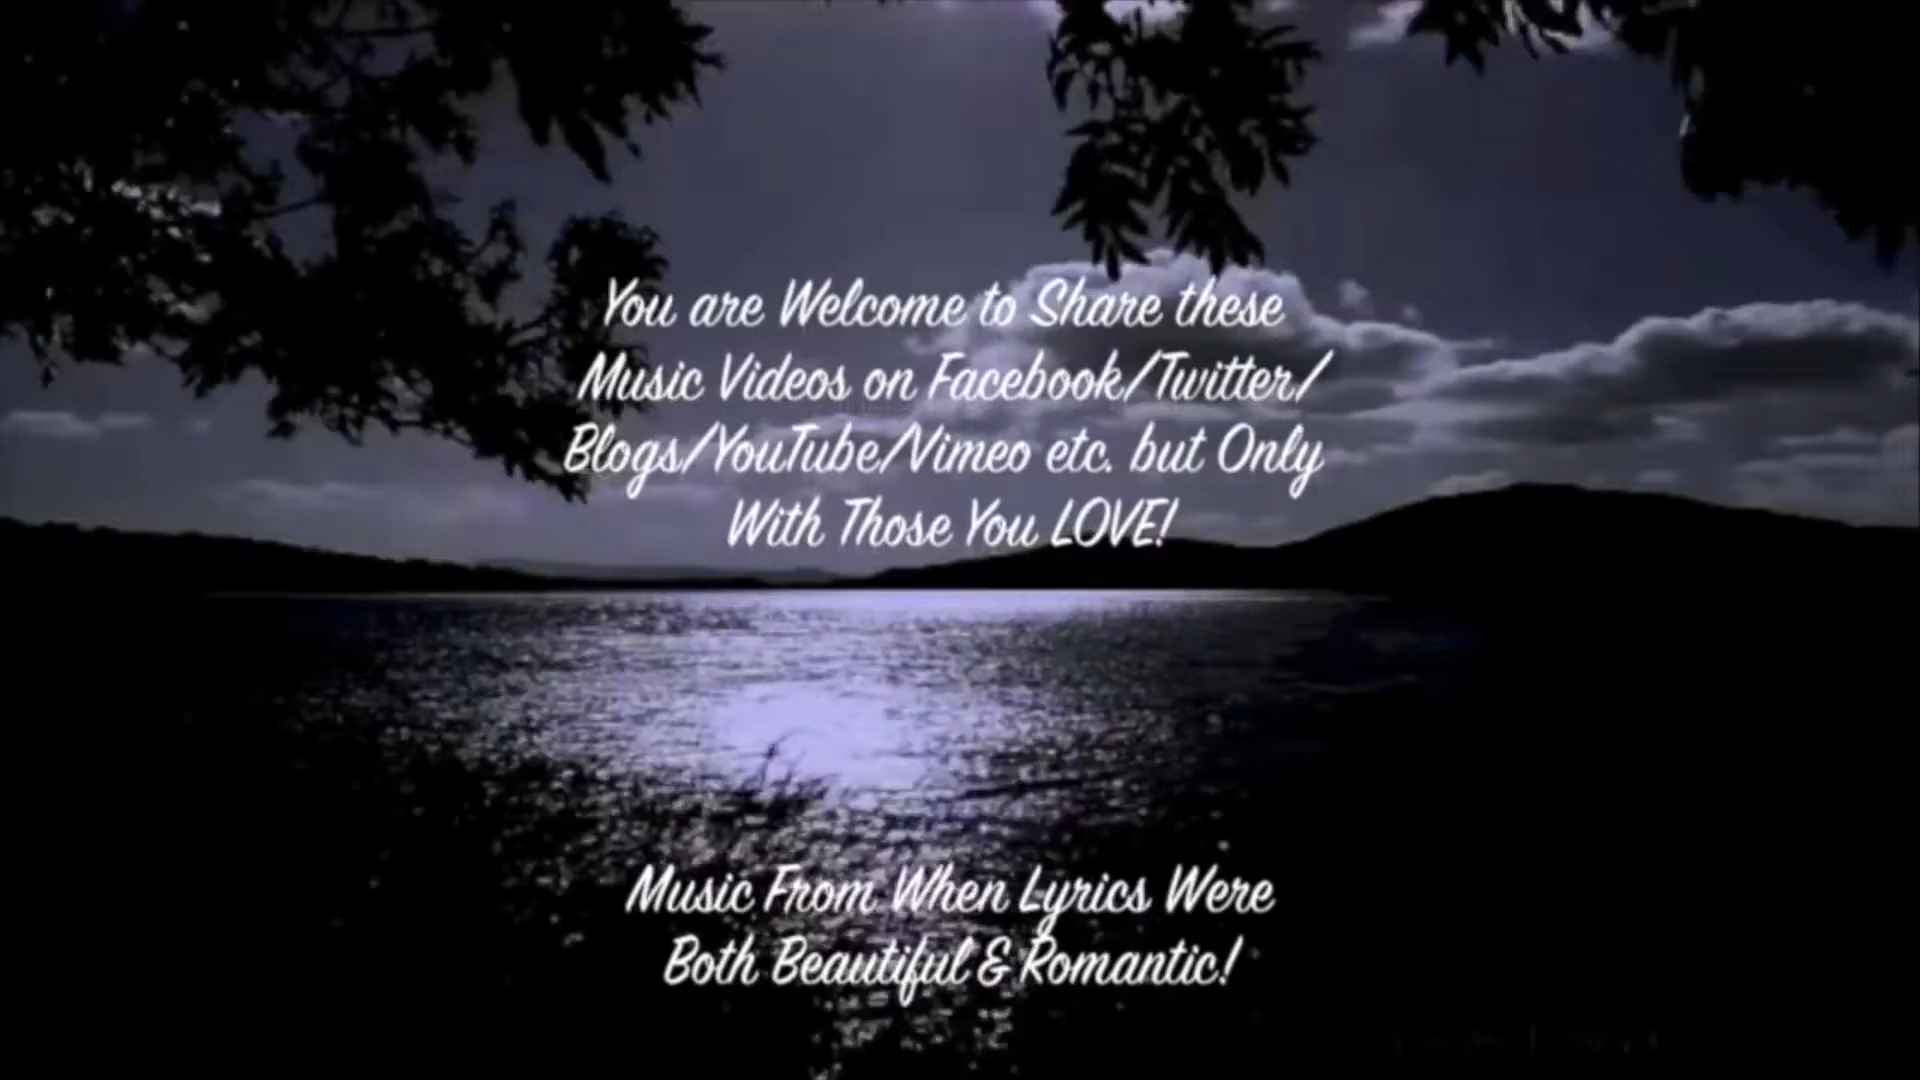 You are Welcome to Share these
Music Videos on Facebook/Twitter/
Blogs/YouTube/Vimeo etc. but Only
With Those You LOVE!
Music From When Lyrics Were
Both Beautiful & Romantic!